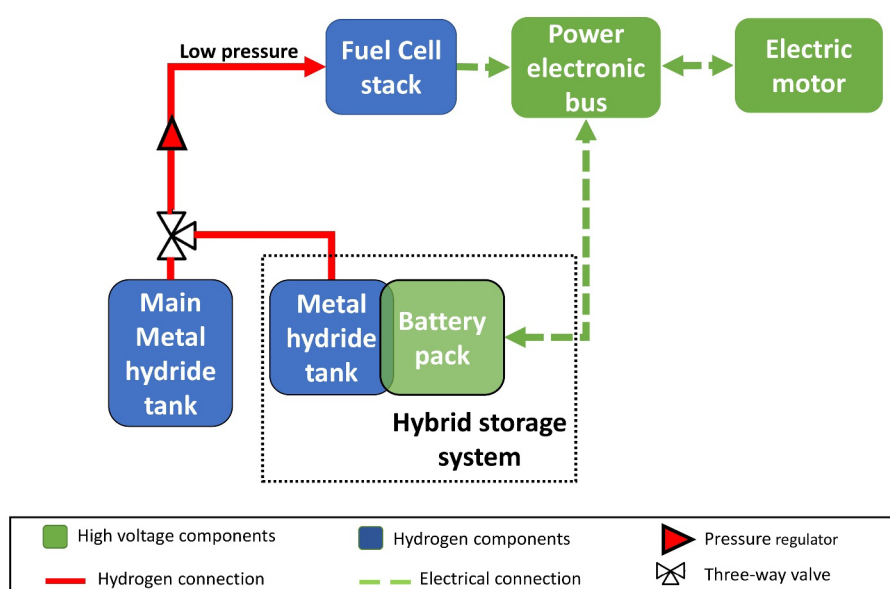 Low pressure
Fuel Cell
stack
Power
electronic
bus
Electric
motor
Main
Metal
hydride
tank
Metal
hydride
tank
Battery
pack
Hybrid storage
system
High voltage components
Hydrogen components
Pressure regulator
Hydrogen connection
Electrical connection
Three-way valve